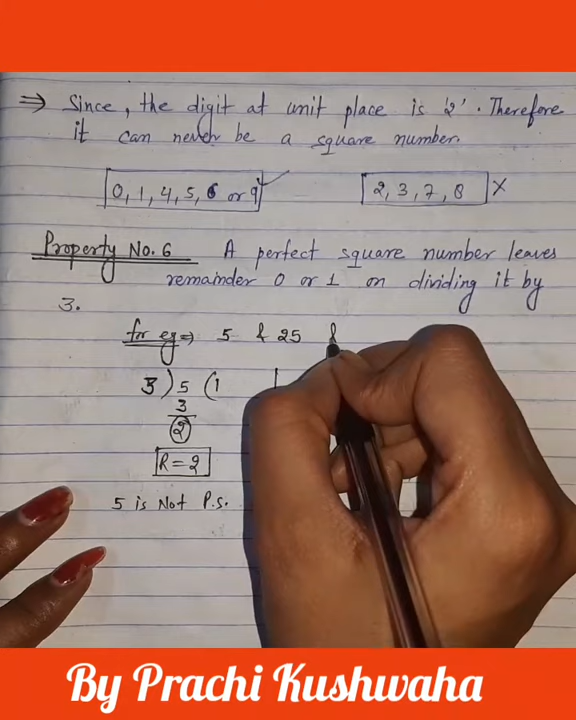 ⇒ Since, the digit at unit place is '2'. Therefore
it can never be a square number.
0, 1, 4, 5, 6 or 9 ✓
2, 3, 7, 8 ×
Property No. 6 A perfect square number leaves
remainder 0 or 1 on dividing it by
3.
for eg ⇒ 5 & 25 &
3 ) 5 ( 1
3
2
R = 2
5 is Not P.S.
By Prachi Kushwaha